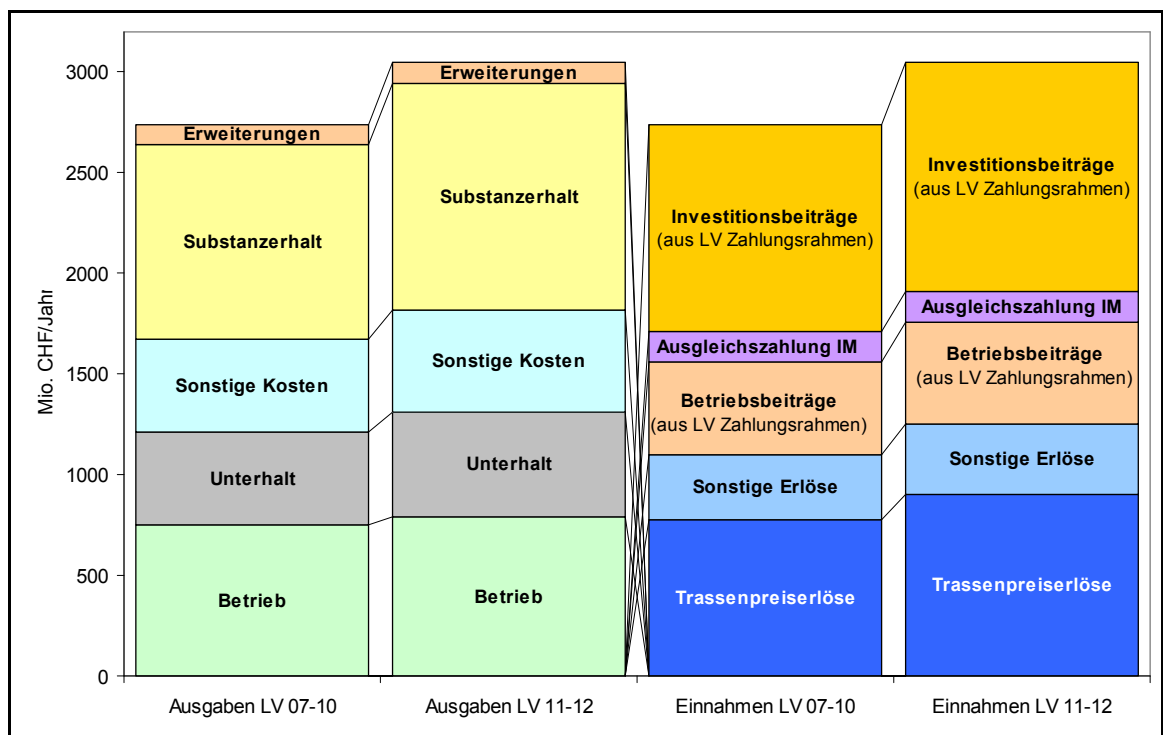 Mio. CHF/Jahr
3000
2500
2000
1500
1000
500
0
Erweiterungen
Substanzerhalt
Sonstige Kosten
Unterhalt
Betrieb
Erweiterungen
Substanzerhalt
Sonstige Kosten
Unterhalt
Betrieb
Investitionsbeiträge
(aus LV Zahlungsrahmen)
Ausgleichszahlung IM
Betriebsbeiträge
(aus LV Zahlungsrahmen)
Sonstige Erlöse
Trassenpreiserlöse
Investitionsbeiträge
(aus LV Zahlungsrahmen)
Ausgleichszahlung IM
Betriebsbeiträge
(aus LV Zahlungsrahmen)
Sonstige Erlöse
Trassenpreiserlöse
Ausgaben LV 07-10
Ausgaben LV 11-12
Einnahmen LV 07-10
Einnahmen LV 11-12